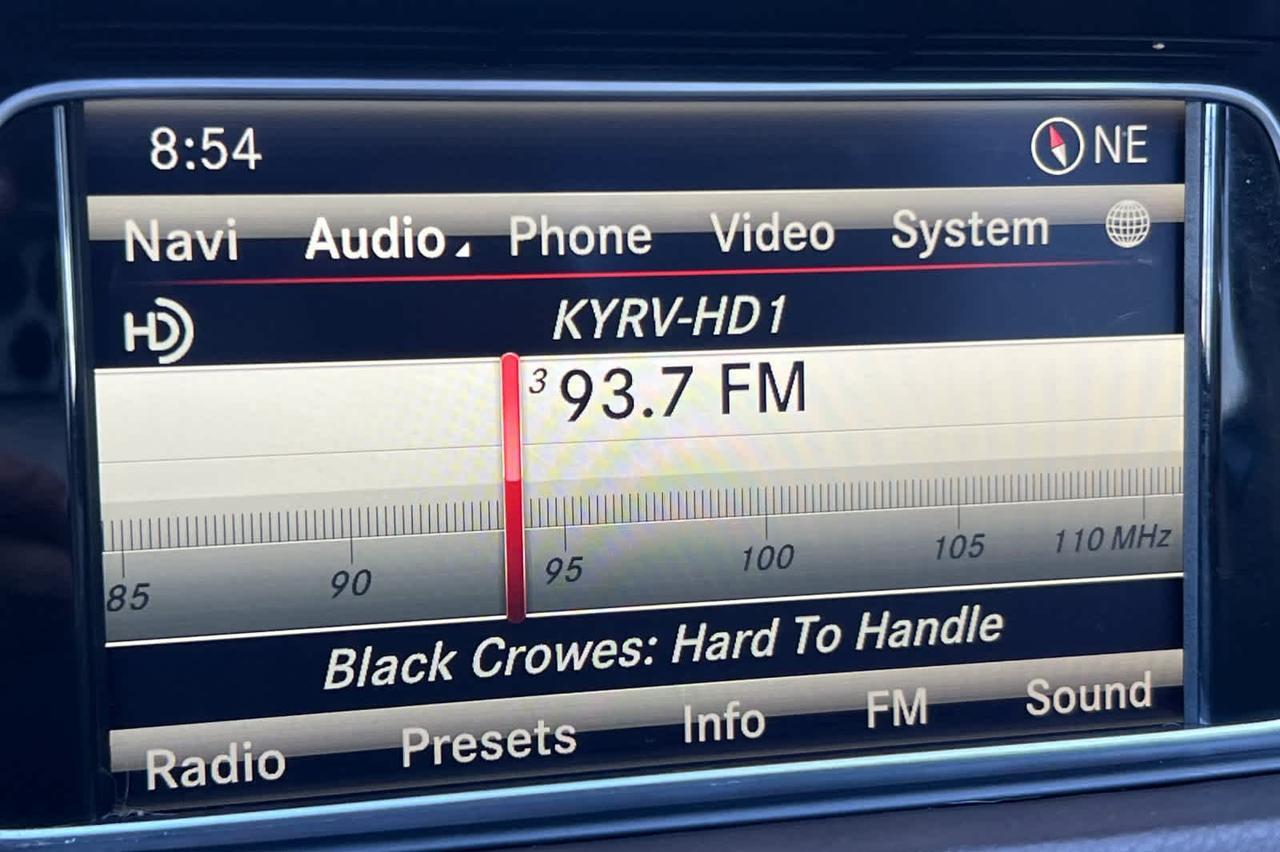 8:54 NE
Navi Audio Phone Video System
HD KYRV-HD1
3 93.7 FM
85 90 95 100 105 110 MHz
Black Crowes: Hard To Handle
Radio Presets Info FM Sound